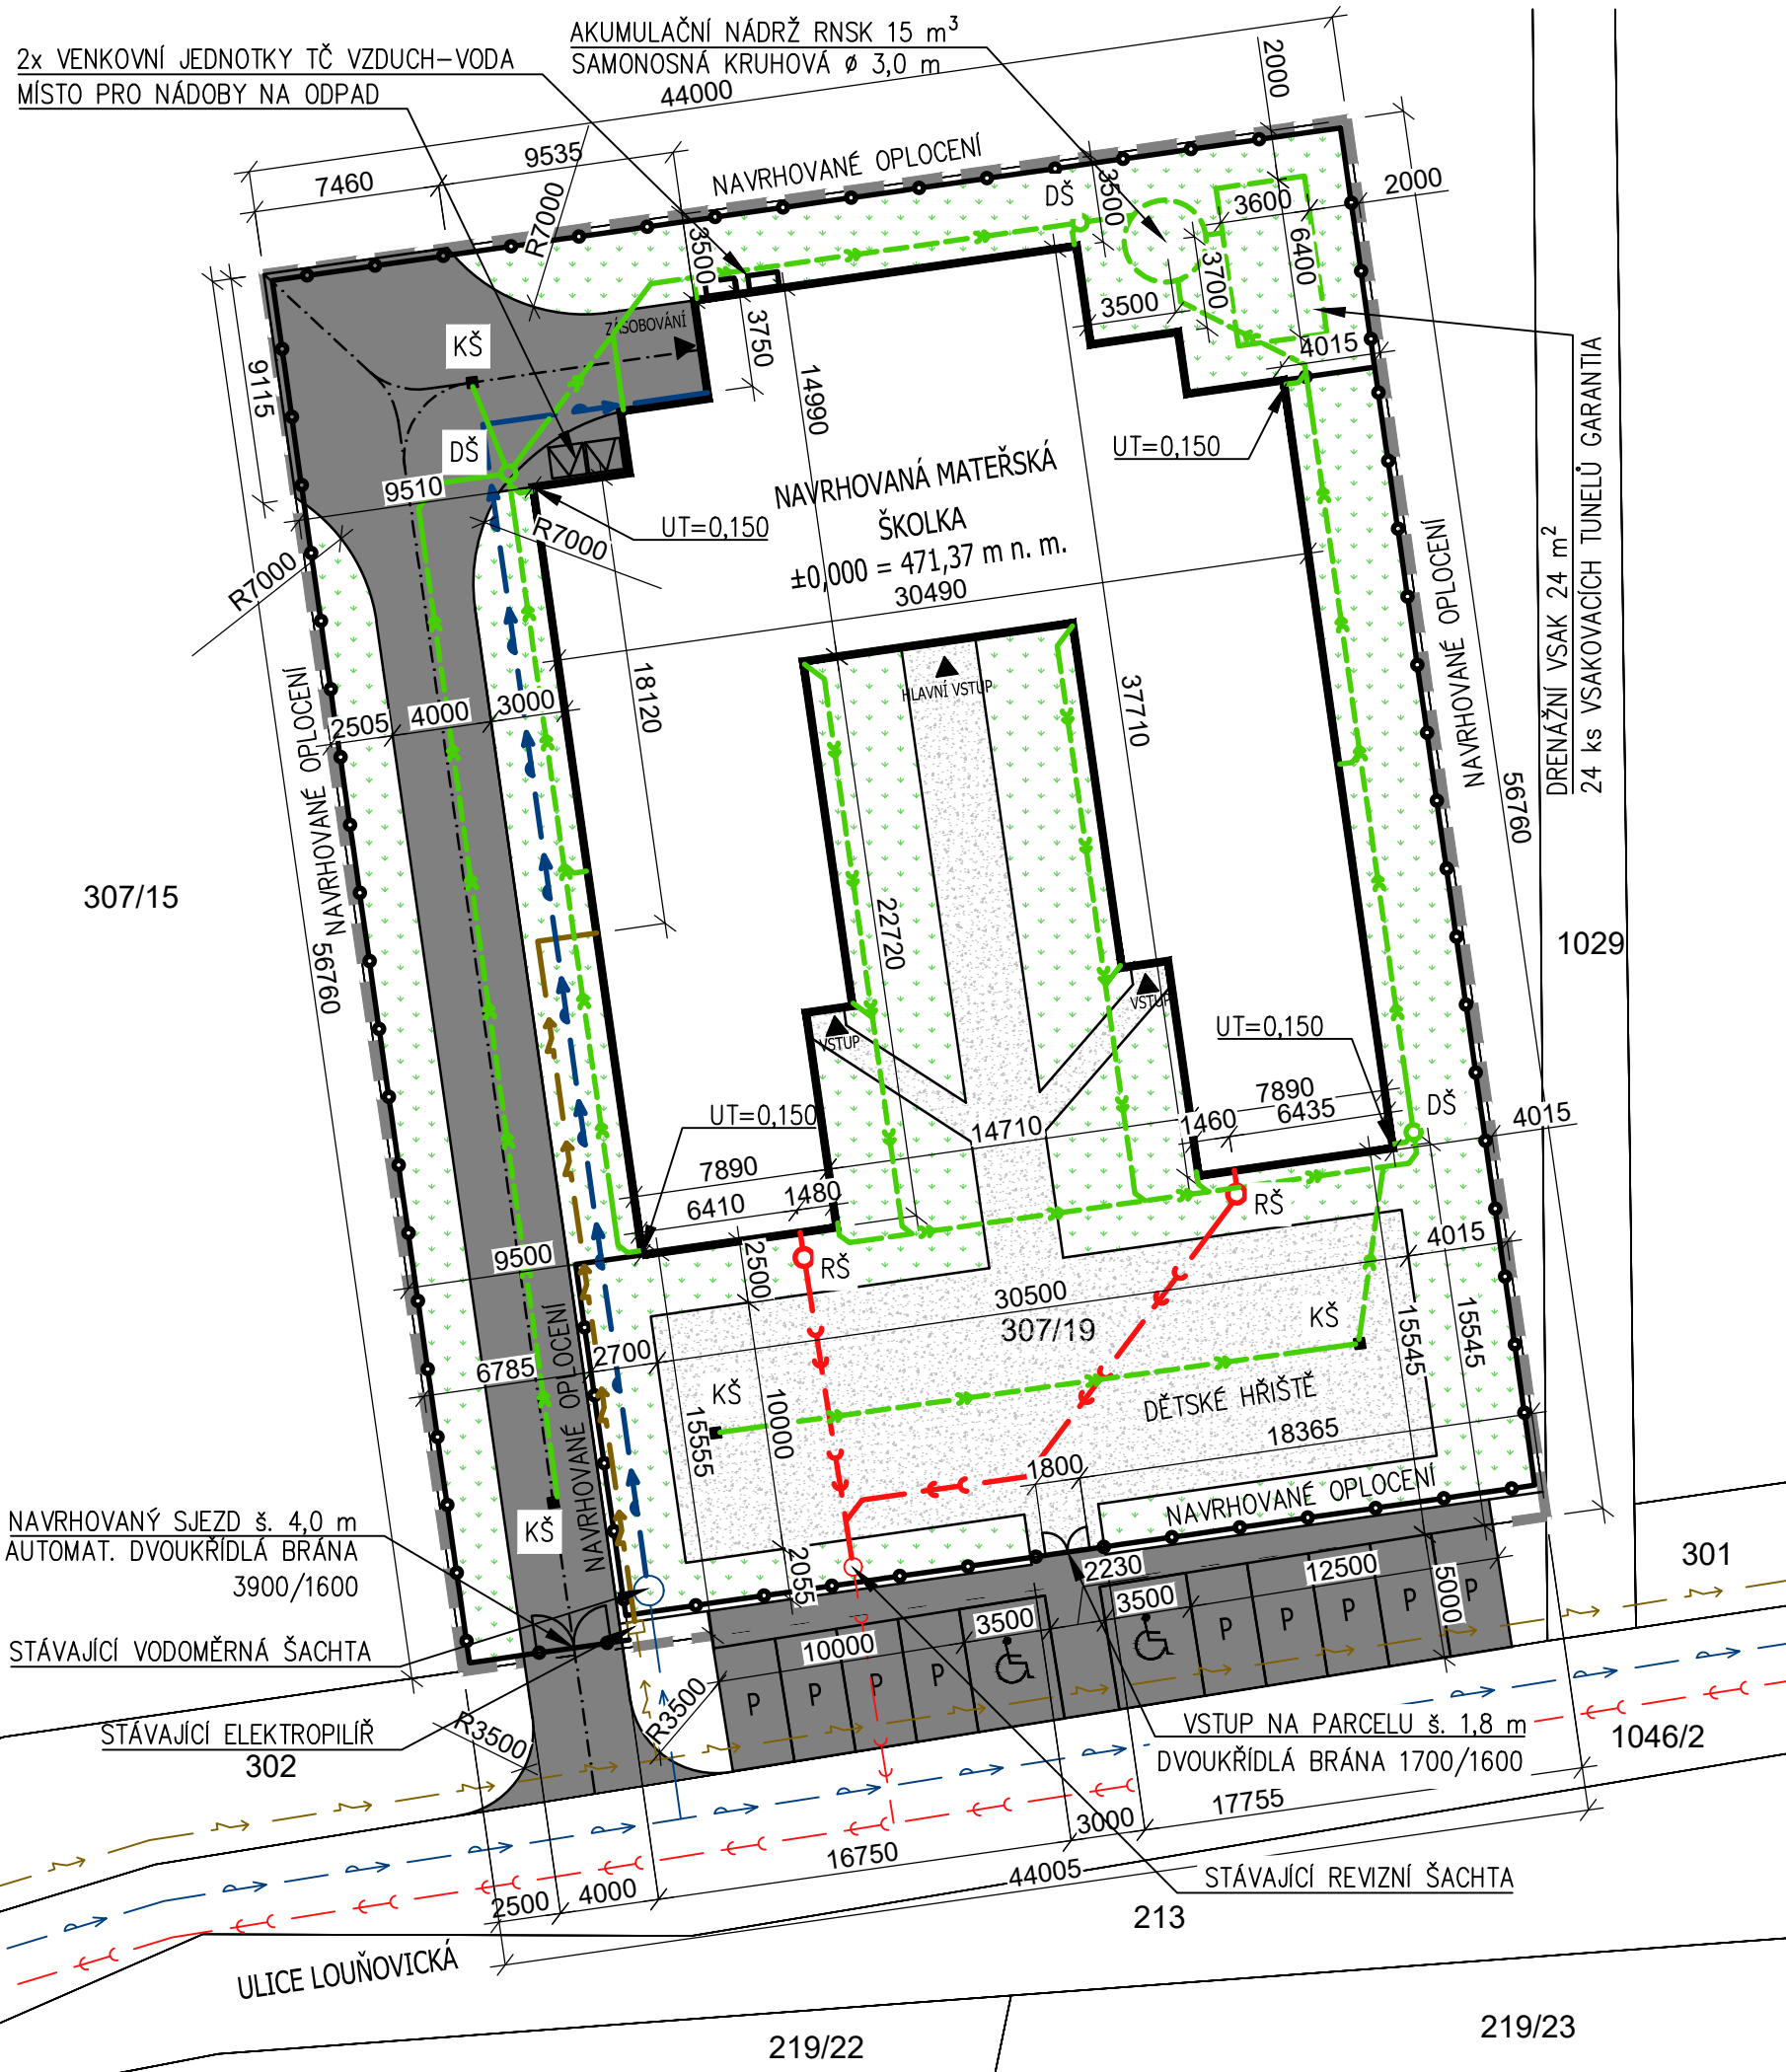 AKUMULAČNÍ NÁDRŽ RNSK 15 m³
SAMONOSNÁ KRUHOVÁ ø 3,0 m
2x VENKOVNÍ JEDNOTKY TČ VZDUCH-VODA
MÍSTO PRO NÁDOBY NA ODPAD
44000
2000
9535
7460
R7000
NAVRHOVANÉ OPLOCENÍ
DŠ
3500
3600
2000
3500
6400
3700
3500
3750
ZÁSOBOVÁNÍ
KŠ
9115
4015
14990
DŠ
9510
UT=0,150
UT=0,150
R7000
R7000
NAVRHOVANÁ MATEŘSKÁ
ŠKOLKA
±0,000 = 471,37 m n. m.
30490
DRENÁŽNÍ VSAK 24 m²
24 ks VSAKOVACÍCH TUNELŮ GARANTIA
NAVRHOVANÉ OPLOCENÍ
56760
NAVRHOVANÉ OPLOCENÍ
56760
2505
4000
3000
18120
HLAVNÍ VSTUP
37710
307/15
22720
1029
VSTUP
VSTUP
UT=0,150
UT=0,150
7890
6435
1460
DŠ
4015
14710
7890
6410
1480
RŠ
RŠ
9500
2500
4015
30500
307/19
KŠ
15545
15545
6785
2700
NAVRHOVANÉ OPLOCENÍ
KŠ
15555
10000
DĚTSKÉ HŘIŠTĚ
18365
1800
NAVRHOVANÉ OPLOCENÍ
NAVRHOVANÝ SJEZD š. 4,0 m
AUTOMAT. DVOUKŘÍDLÁ BRÁNA
3900/1600
KŠ
2055
2230
12500
5000
301
3500
3500
10000
P
P
P
P
P
P
P
P
P
STÁVAJÍCÍ VODOMĚRNÁ ŠACHTA
STÁVAJÍCÍ ELEKTROPILÍŘ
302
R3500
R3500
VSTUP NA PARCELU š. 1,8 m
DVOUKŘÍDLÁ BRÁNA 1700/1600
1046/2
17755
3000
16750
44005
4000
2500
STÁVAJÍCÍ REVIZNÍ ŠACHTA
213
ULICE LOUŇOVICKÁ
219/22
219/23